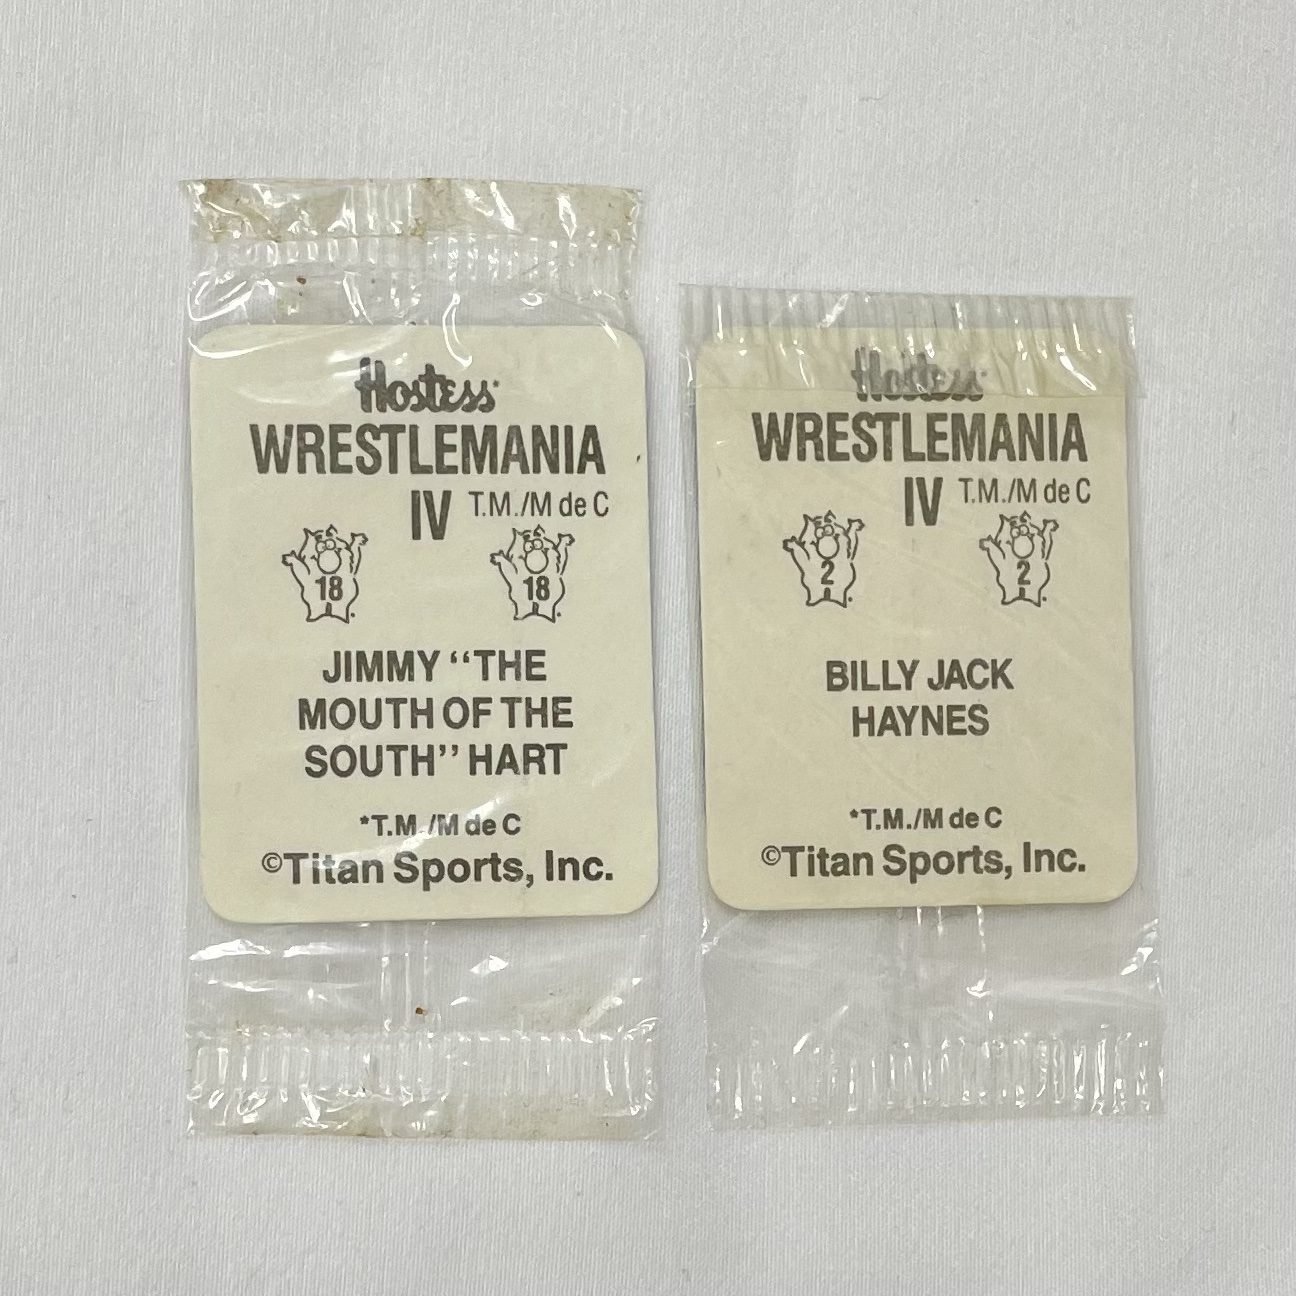 Hostess*
WRESTLEMANIA
IV T.M./M de C
18 18
JIMMY “THE
MOUTH OF THE
SOUTH” HART
*T.M./M de C
©Titan Sports, Inc.
Hostess*
WRESTLEMANIA
IV T.M./M de C
2 2
BILLY JACK
HAYNES
*T.M./M de C
©Titan Sports, Inc.